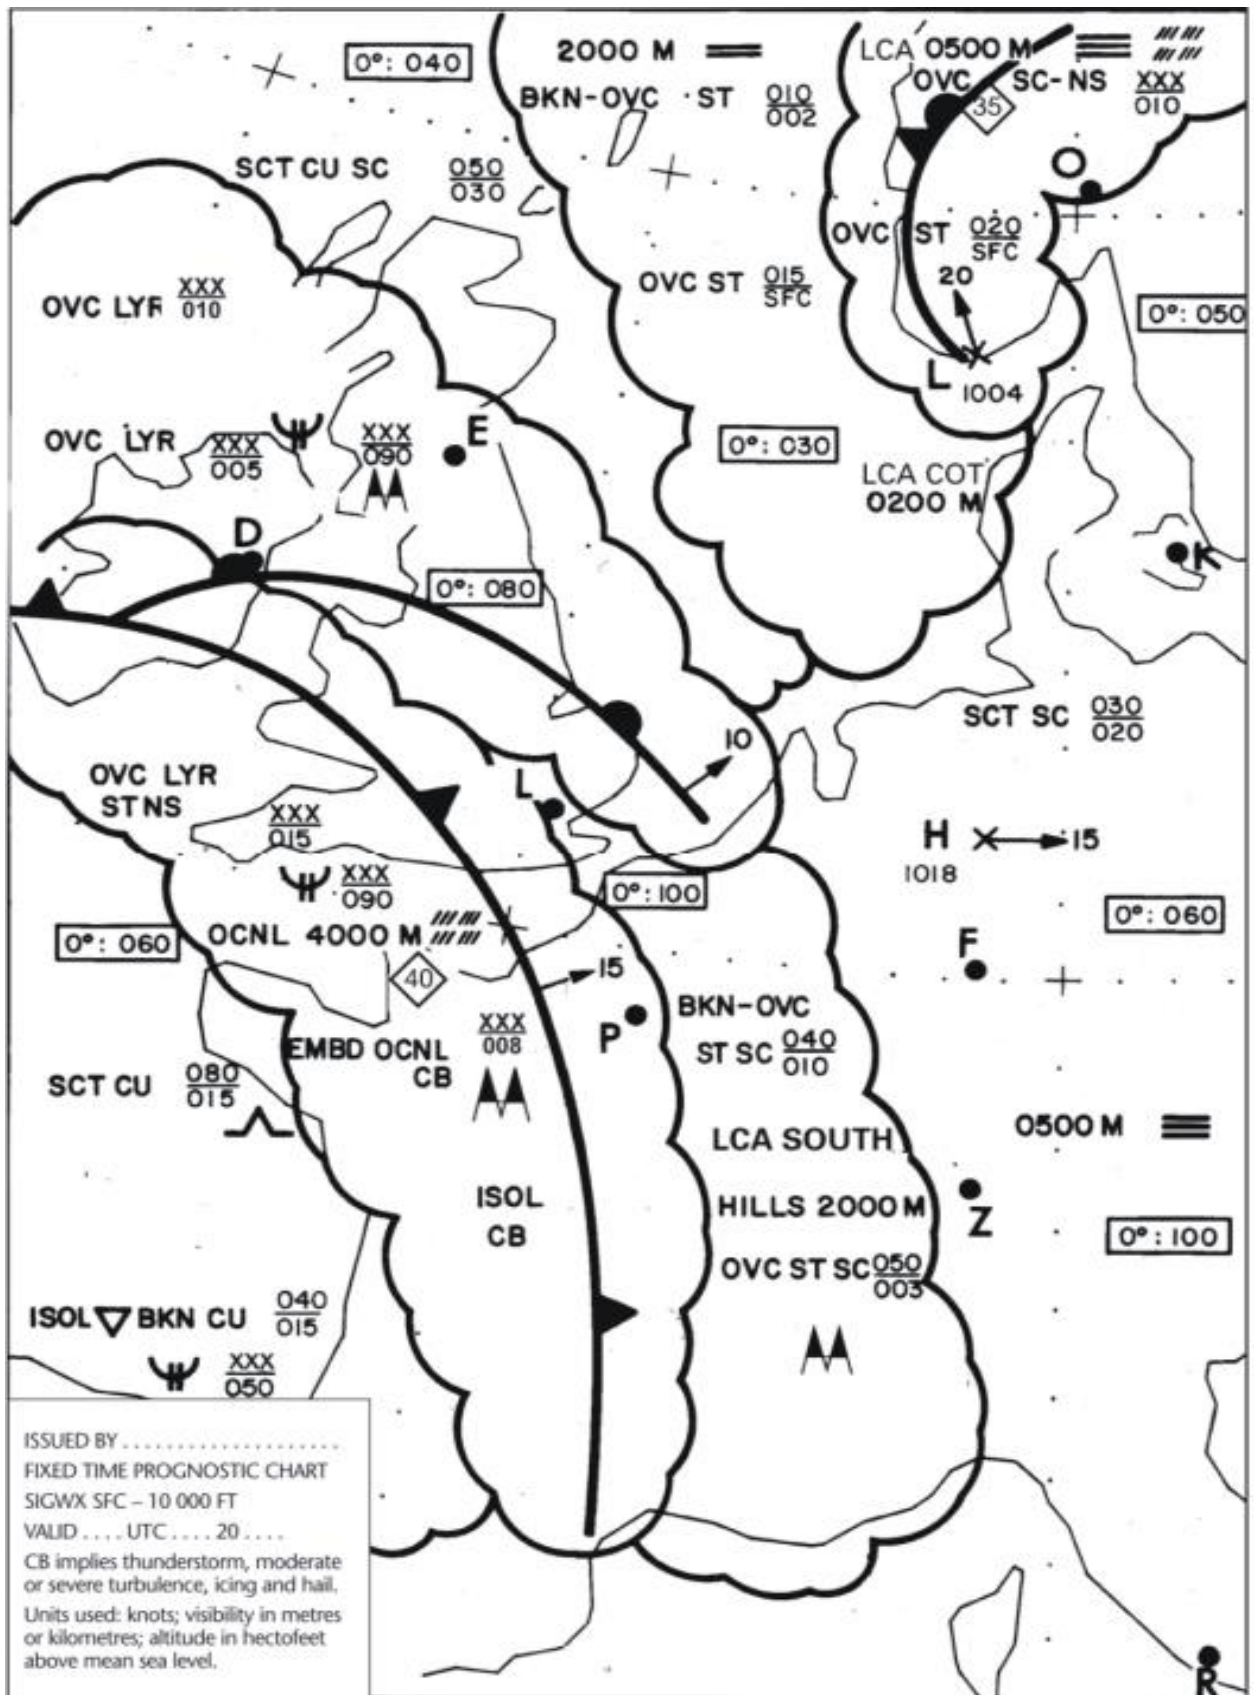 0°: 040
2000 M
LCA 0500 M
BKN-OVC ST 010
002
OVC SC-NS XXX
010
35
SCT CU SC 050
030
O
OVC ST 020
SFC
20
OVC LYR XXX
010
OVC ST 015
SFC
0°: 050
L 1004
OVC LYR XXX
005
XXX
090
E
0°: 030
LCA COT
0200 M
D
K
0°: 080
SCT SC 030
020
10
OVC LYR
ST NS
XXX
015
L
H
1018
15
XXX
090
0°: 100
0°: 060
OCNL 4000 M
0°: 060
F
40
15
P
EMBD OCNL
CB
XXX
008
BKN-OVC
ST SC 040
010
SCT CU 080
015
LCA SOUTH
HILLS 2000 M
OVC ST SC 050
003
0500 M
Z
ISOL
CB
0°: 100
ISOL BKN CU 040
015
XXX
050
ISSUED BY . . . . . . . . . . . . . . . . . . . .
FIXED TIME PROGNOSTIC CHART
SIGWX SFC – 10 000 FT
VALID . . . . UTC . . . . 20 . . . .
CB implies thunderstorm, moderate
or severe turbulence, icing and hail.
Units used: knots; visibility in metres
or kilometres; altitude in hectofeet
above mean sea level.
R